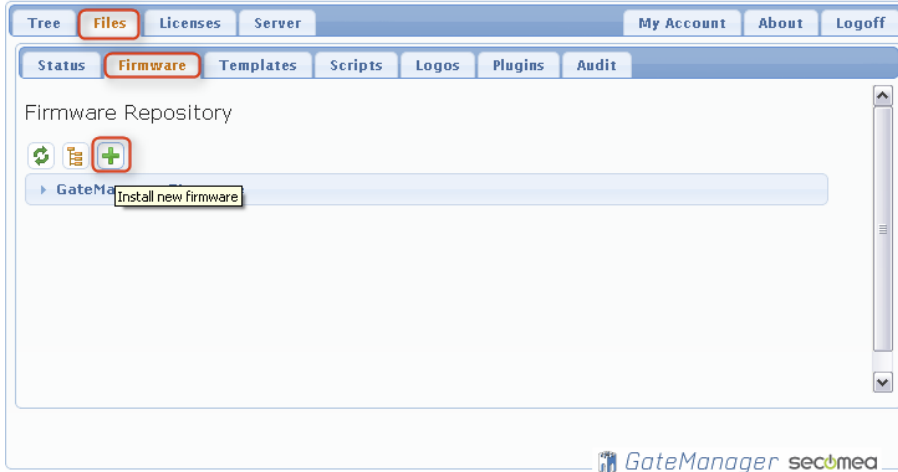 Tree Files Licenses Server My Account About Logoff
Status Firmware Templates Scripts Logos Plugins Audit
Firmware Repository
GateMa
Install new firmware
GateManager secomea